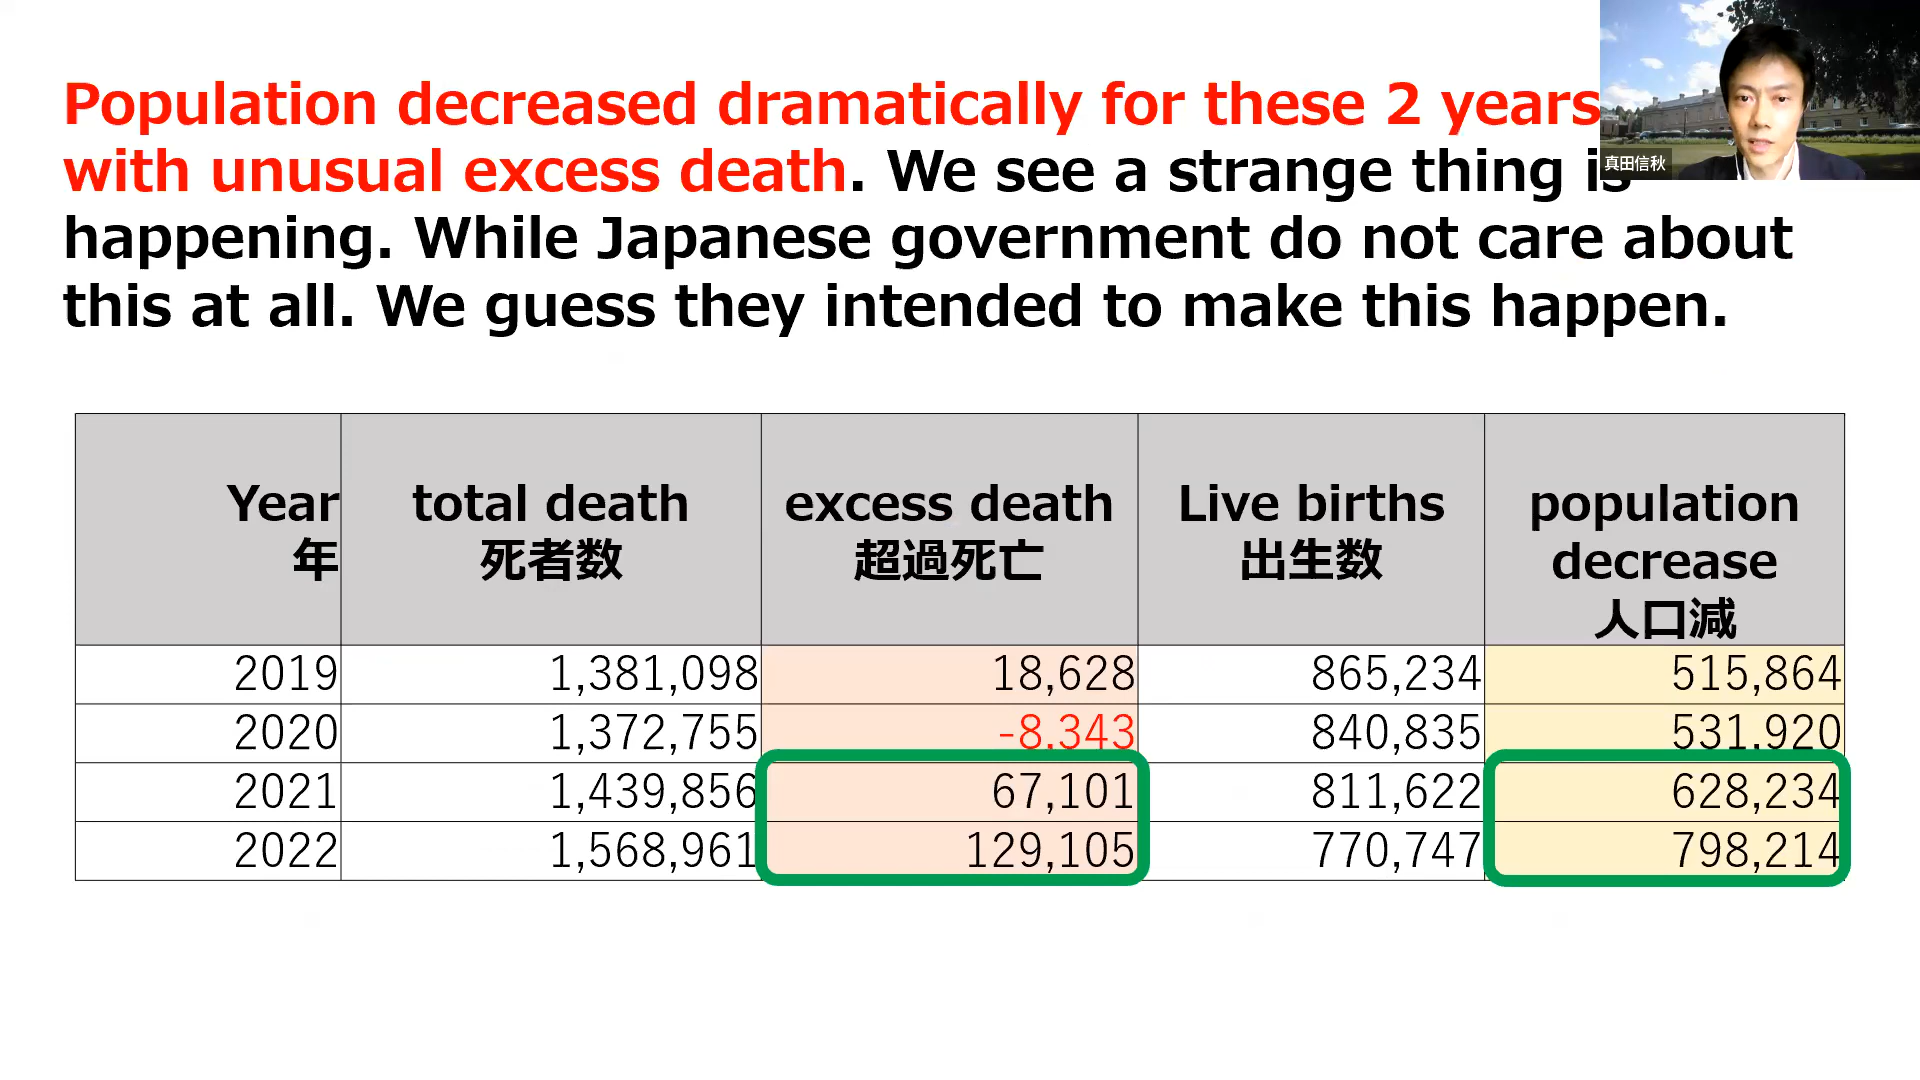 Population decreased dramatically for these 2 years
with unusual excess death. We see a strange thing is
happening. While Japanese government do not care about
this at all. We guess they intended to make this happen.
真田信秋
Year total death excess death Live births population
年 死者数 超過死亡 出生数 decrease
人口減
2019 1,381,098 18,628 865,234 515,864
2020 1,372,755 -8,343 840,835 531,920
2021 1,439,856 67,101 811,622 628,234
2022 1,568,961 129,105 770,747 798,214